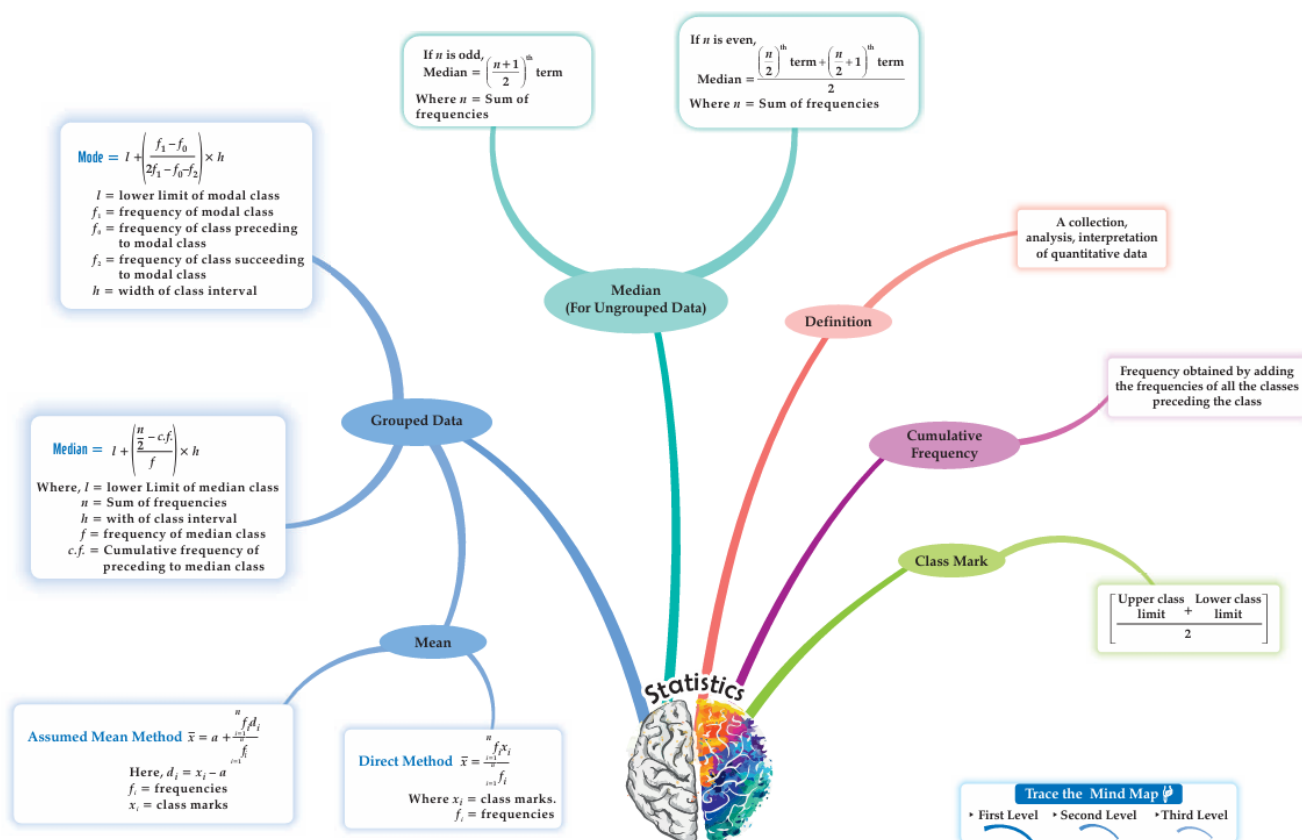 If n is odd,
Median = ((n+1)/2)^th term
Where n = Sum of
frequencies
If n is even,
Median = ((n/2)^th term + (n/2 + 1)^th term)/2
Where n = Sum of frequencies
Mode = l + ((f₁ – f₀)/(2f₁ – f₀ – f₂)) × h
l = lower limit of modal class
f₁ = frequency of modal class
f₀ = frequency of class preceding
to modal class
f₂ = frequency of class succeeding
to modal class
h = width of class interval
Median
(For Ungrouped Data)
A collection,
analysis, interpretation
of quantitative data
Definition
Grouped Data
Frequency obtained by adding
the frequencies of all the classes
preceding the class
Cumulative
Frequency
Median = l + ((n/2 – c.f.)/f) × h
Where, l = lower Limit of median class
n = Sum of frequencies
h = with of class interval
f = frequency of median class
c.f. = Cumulative frequency of
preceding to median class
Class Mark
[(Upper class limit + Lower class limit)/2]
Mean
Statistics
Assumed Mean Method x̄ = a + (n i=1 fᵢdᵢ)/(n i=1 fᵢ)
Here, dᵢ = xᵢ – a
fᵢ = frequencies
xᵢ = class marks
Direct Method x̄ = (n i=1 fᵢxᵢ)/(n i=1 fᵢ)
Where xᵢ = class marks.
fᵢ = frequencies
Trace the Mind Map
▸ First Level ▸ Second Level ▸ Third Level